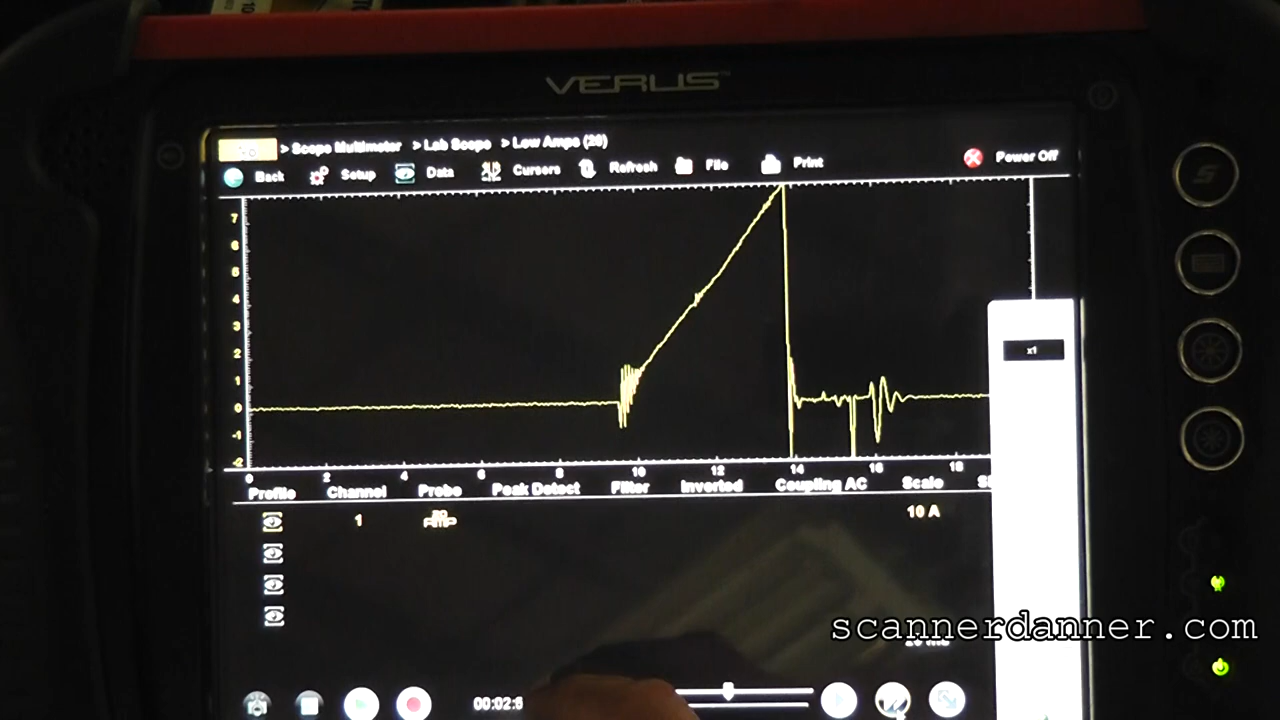 VERUS
> Scope Multimeter > Lab Scope > Low Amps (20)
Back Setup Data Cursors Refresh File Print Power Off
7
6
5
4
3
2
1
0
-1
-2
x1
0 2 4 6 8 10 12 14 16 18
Profile Channel Probe Peak Detect Filter Inverted Coupling AC Scale
1 10 A
scannerdanner.com
00:02: